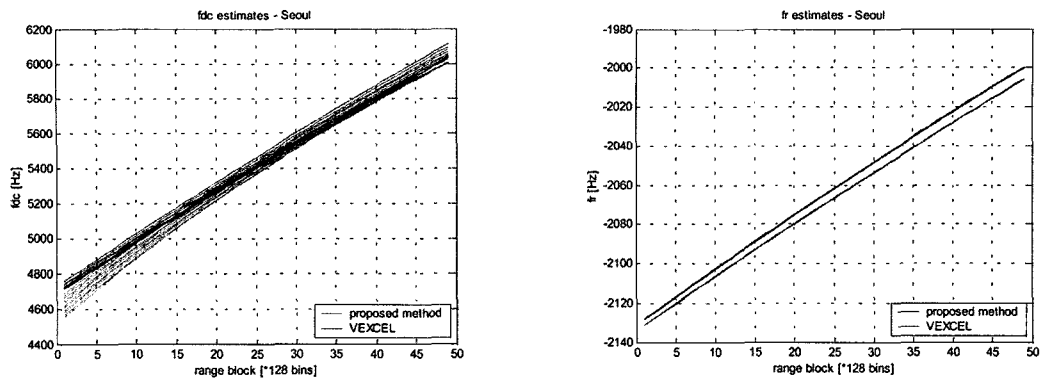 fdc estimates - Seoul
6200
6000
5800
5600
5400
5200
5000
4800
4600
4400
fdc [Hz]
0 5 10 15 20 25 30 35 40 45 50
range block [*128 bins]
proposed method
VEXCEL
fr estimates - Seoul
-1980
-2000
-2020
-2040
-2060
-2080
-2100
-2120
-2140
fr [Hz]
0 5 10 15 20 25 30 35 40 45 50
range block [*128 bins]
proposed method
VEXCEL